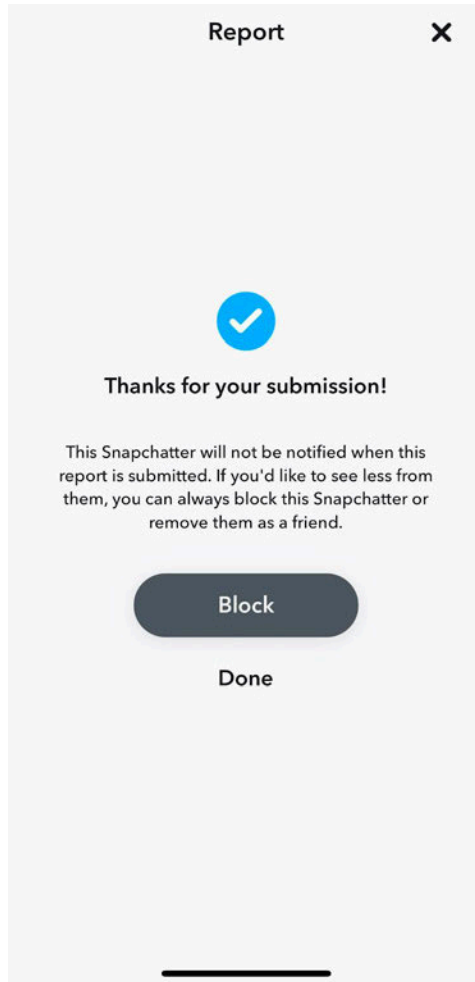 Report
Thanks for your submission!
This Snapchatter will not be notified when this
report is submitted. If you'd like to see less from
them, you can always block this Snapchatter or
remove them as a friend.
Block
Done